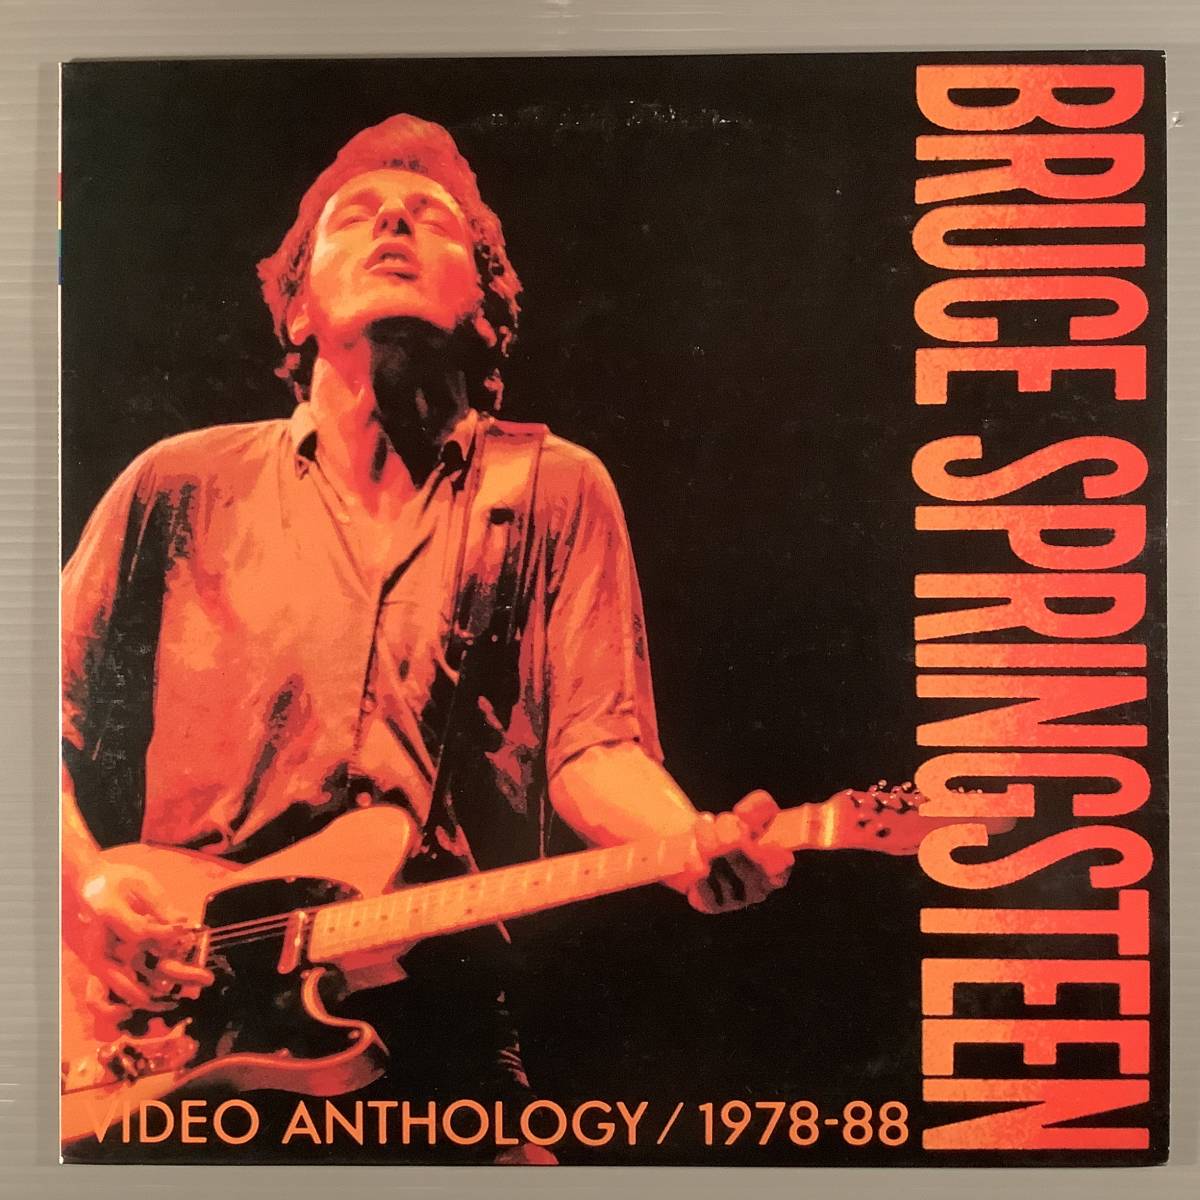 BRUCE SPRINGSTEEN
VIDEO ANTHOLOGY / 1978-88